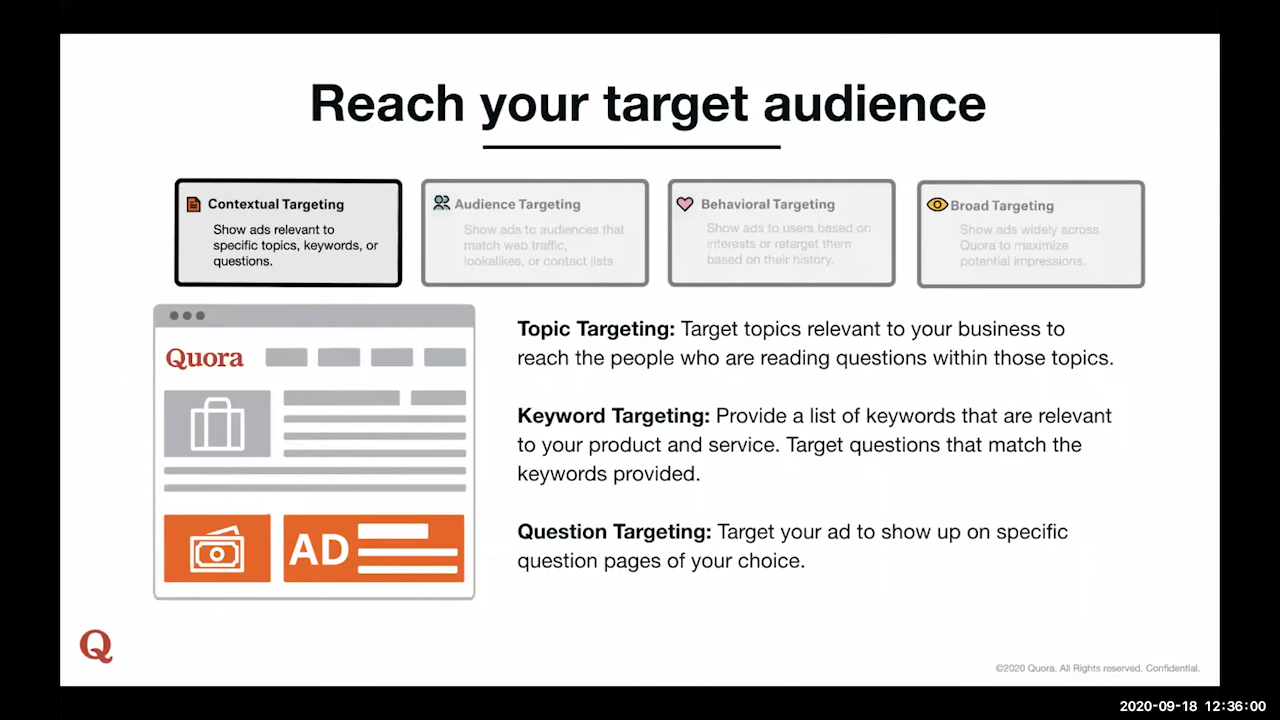 Reach your target audience
Contextual Targeting
Show ads relevant to
specific topics, keywords, or
questions.
Audience Targeting
Show ads to audiences that
match web traffic,
lookalikes, or contact lists
Behavioral Targeting
Show ads to users based on
interests or retarget them
based on their history.
Broad Targeting
Show ads widely across
Quora to maximize
potential impressions.
Quora
AD
Topic Targeting: Target topics relevant to your business to
reach the people who are reading questions within those topics.
Keyword Targeting: Provide a list of keywords that are relevant
to your product and service. Target questions that match the
keywords provided.
Question Targeting: Target your ad to show up on specific
question pages of your choice.
Q
©2020 Quora. All Rights reserved. Confidential.
2020-09-18 12:36:00